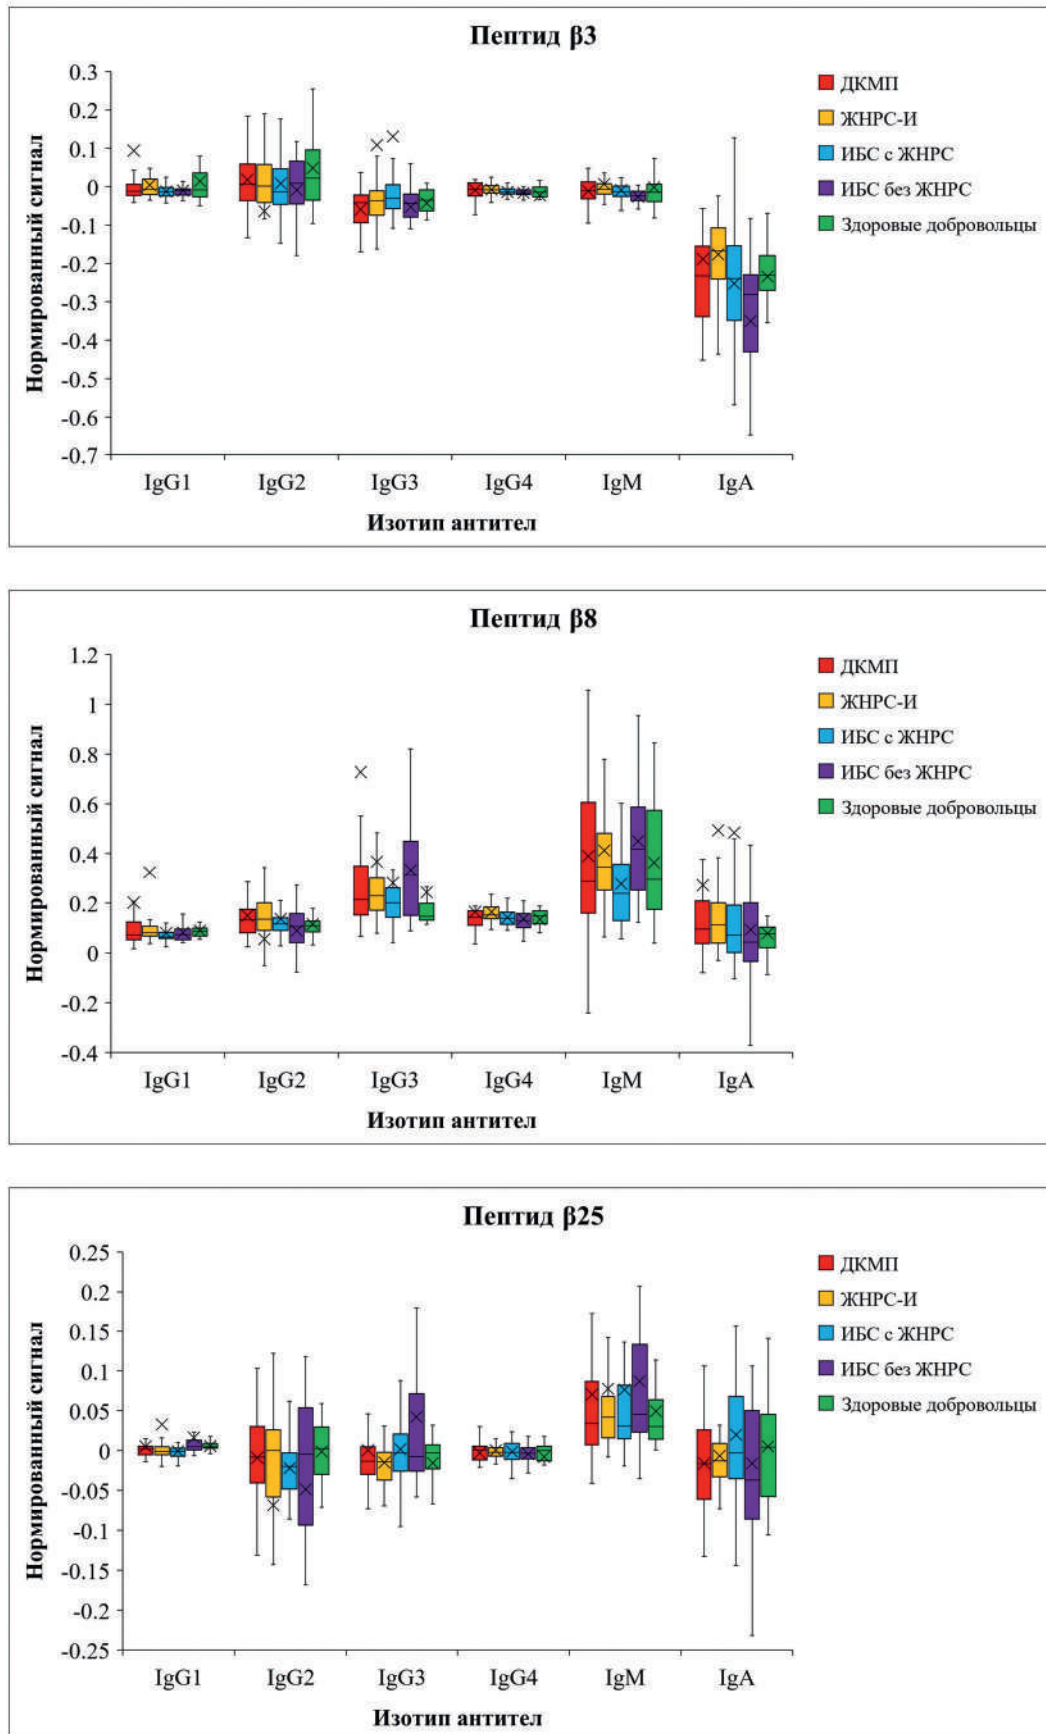 Пептид β3
Нормированный сигнал
0.3
0.2
0.1
0
-0.1
-0.2
-0.3
-0.4
-0.5
-0.6
-0.7
IgG1 IgG2 IgG3 IgG4 IgM IgA
Изотип антител
ДКМП
ЖНРС-И
ИБС с ЖНРС
ИБС без ЖНРС
Здоровые добровольцы
Пептид β8
Нормированный сигнал
1.2
1
0.8
0.6
0.4
0.2
0
-0.2
-0.4
IgG1 IgG2 IgG3 IgG4 IgM IgA
Изотип антител
ДКМП
ЖНРС-И
ИБС с ЖНРС
ИБС без ЖНРС
Здоровые добровольцы
Пептид β25
Нормированный сигнал
0.25
0.2
0.15
0.1
0.05
0
-0.05
-0.1
-0.15
-0.2
-0.25
IgG1 IgG2 IgG3 IgG4 IgM IgA
Изотип антител
ДКМП
ЖНРС-И
ИБС с ЖНРС
ИБС без ЖНРС
Здоровые добровольцы